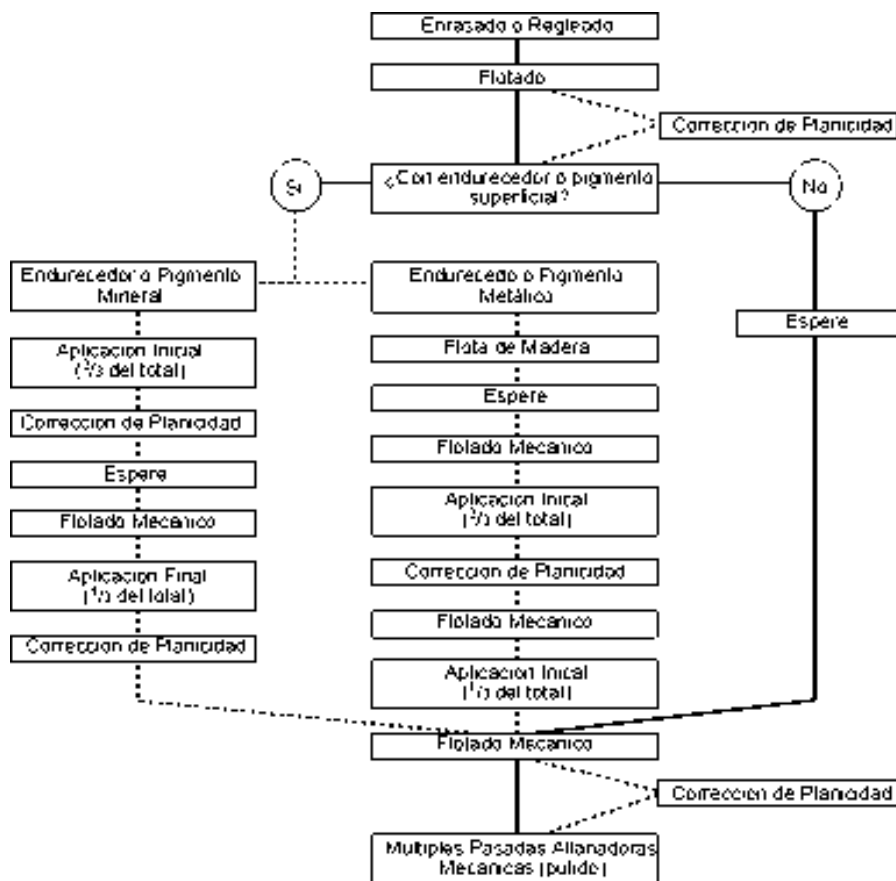 Enrasado o Regleado
Flotado
Correccion de Planicidad
¿Con endurecedor o pigmento
superficial?
Si
No
Endurecedor o Pigmento
Mineral
Endurecedo o Pigmento
Metálico
Espere
Aplicacion Inicial
(²/₃ del total)
Flota de Madera
Espere
Correccion de Planicidad
Flotado Mecanico
Espere
Aplicacion Inicial
(²/₃ del total)
Flotado Mecanico
Aplicacion Final
(¹/₃ del total)
Correccion de Planicidad
Flotado Mecanico
Correccion de Planicidad
Aplicacion Inicial
(¹/₃ del total)
Flotado Mecanico
Correccion de Planicidad
Multiples Pasadas Allanadoras
Mecanicas (pulido)